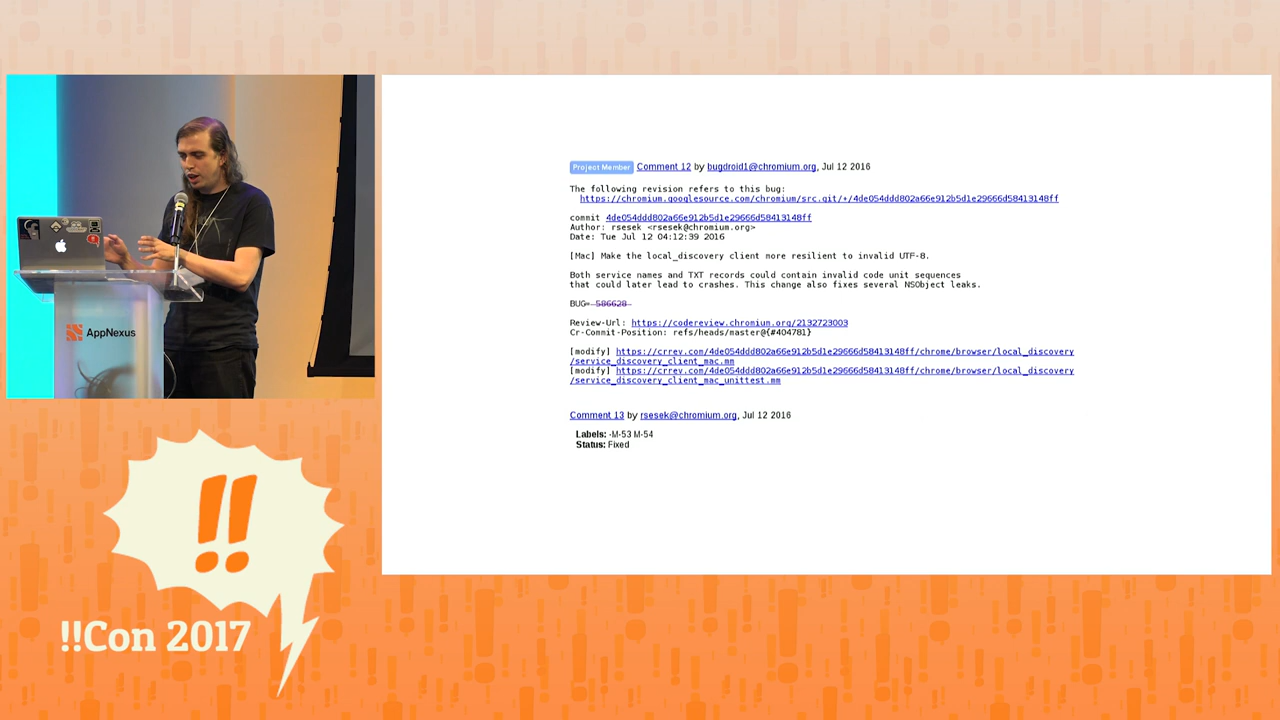 AppNexus
!!
!!Con 2017
Project Member Comment 12 by bugdroid1@chromium.org, Jul 12 2016
The following revision refers to this bug:
https://chromium.googlesource.com/chromium/src.git/+/4de054ddd802a66e912b5d1e29666d58413148ff
commit 4de054ddd802a66e912b5d1e29666d58413148ff
Author: rsesek <rsesek@chromium.org>
Date: Tue Jul 12 04:12:39 2016
[Mac] Make the local_discovery client more resilient to invalid UTF-8.
Both service names and TXT records could contain invalid code unit sequences
that could later lead to crashes. This change also fixes several NSObject leaks.
BUG= 586628
Review-Url: https://codereview.chromium.org/2132723003
Cr-Commit-Position: refs/heads/master@{#404781}
[modify] https://crrev.com/4de054ddd802a66e912b5d1e29666d58413148ff/chrome/browser/local_discovery
/service_discovery_client_mac.mm
[modify] https://crrev.com/4de054ddd802a66e912b5d1e29666d58413148ff/chrome/browser/local_discovery
/service_discovery_client_mac_unittest.mm
Comment 13 by rsesek@chromium.org, Jul 12 2016
Labels: -M-53 M-54
Status: Fixed